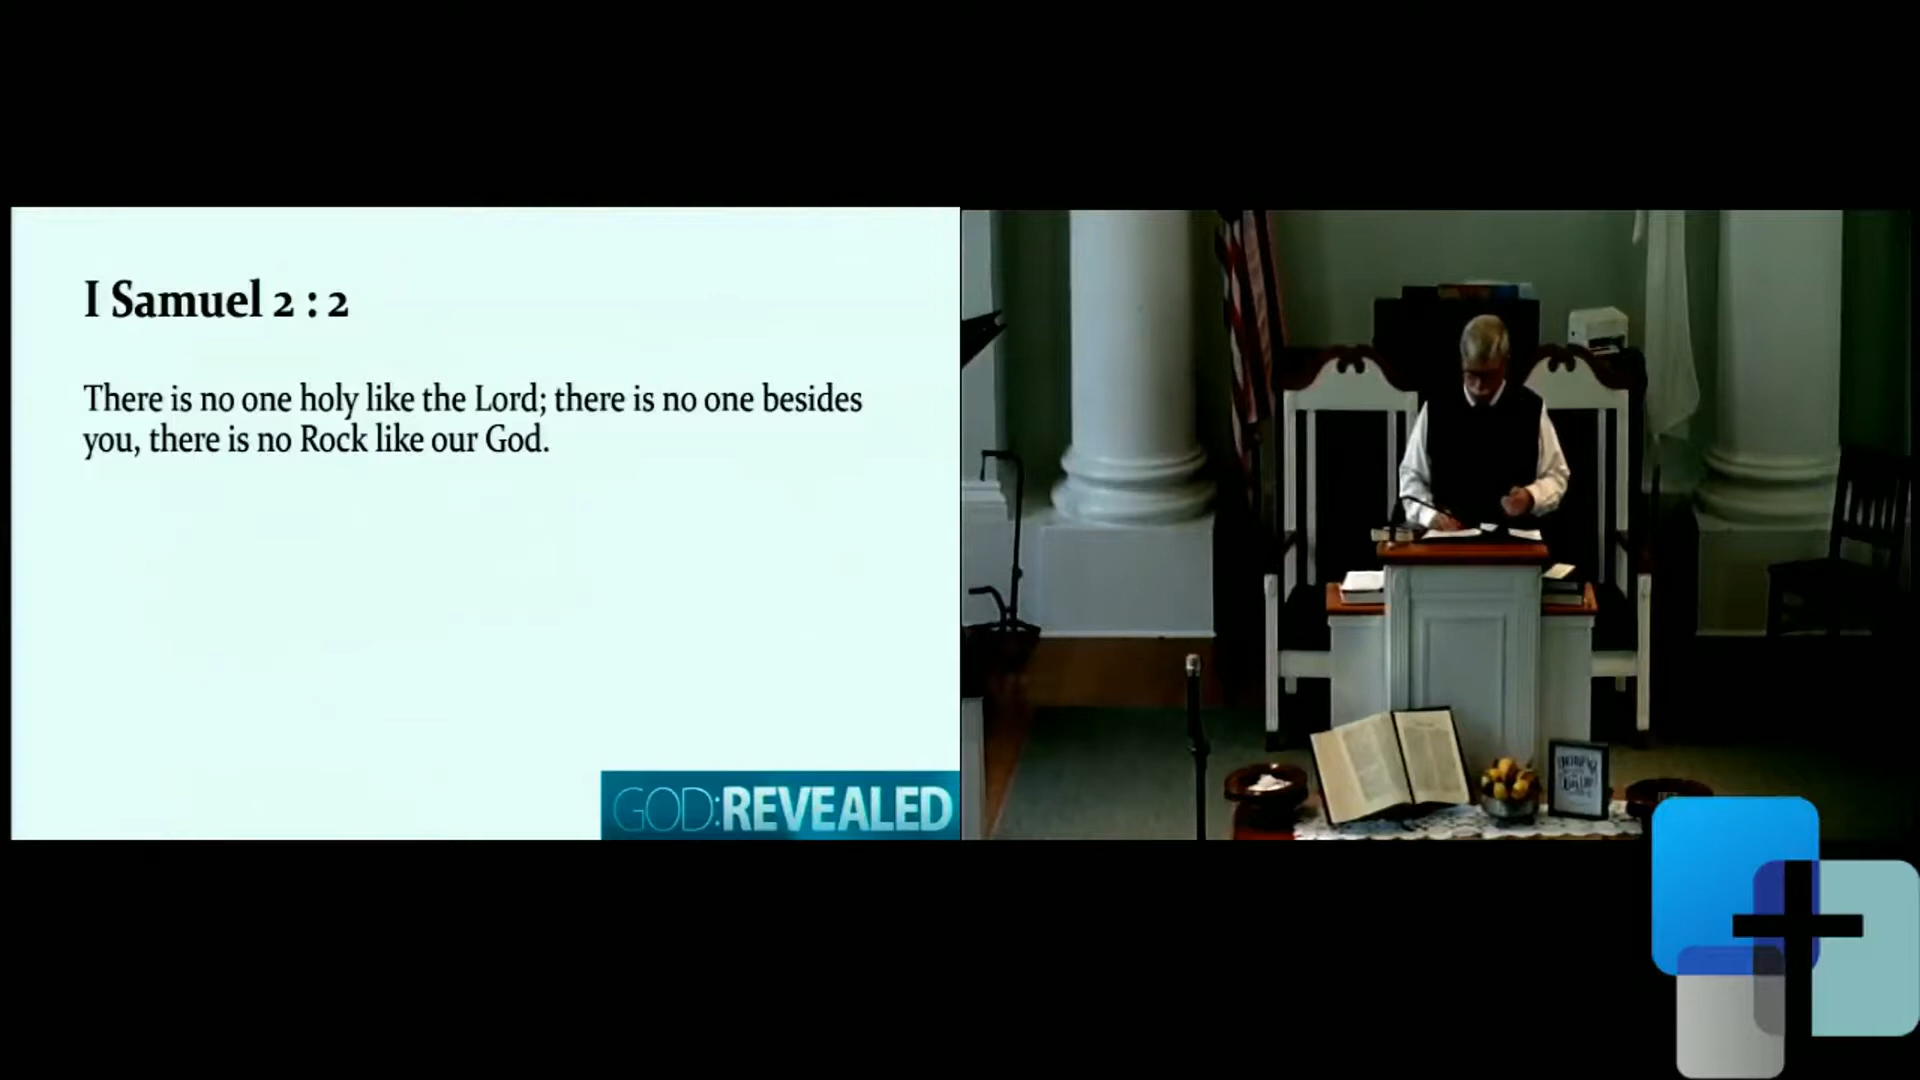 I Samuel 2 : 2
There is no one holy like the Lord; there is no one besides
you, there is no Rock like our God.
GOD:REVEALED